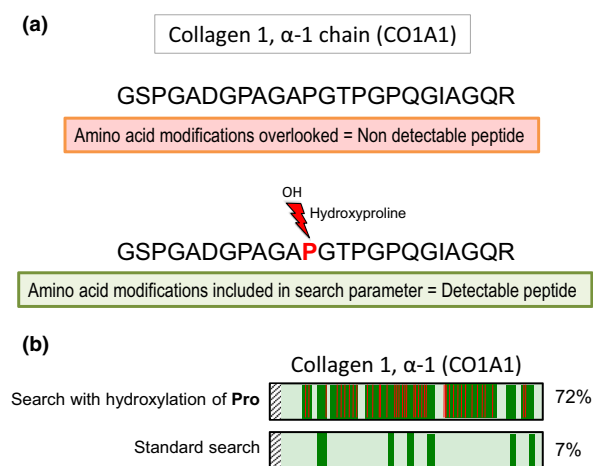 (a)
Collagen 1, α-1 chain (CO1A1)
GSPGADGPAGAPGTPGPQGIAGQR
Amino acid modifications overlooked = Non detectable peptide
OH
Hydroxyproline
GSPGADGPAGAPGTPGPQGIAGQR
Amino acid modifications included in search parameter = Detectable peptide
(b)
Collagen 1, α-1 (CO1A1)
Search with hydroxylation of Pro 72%
Standard search 7%